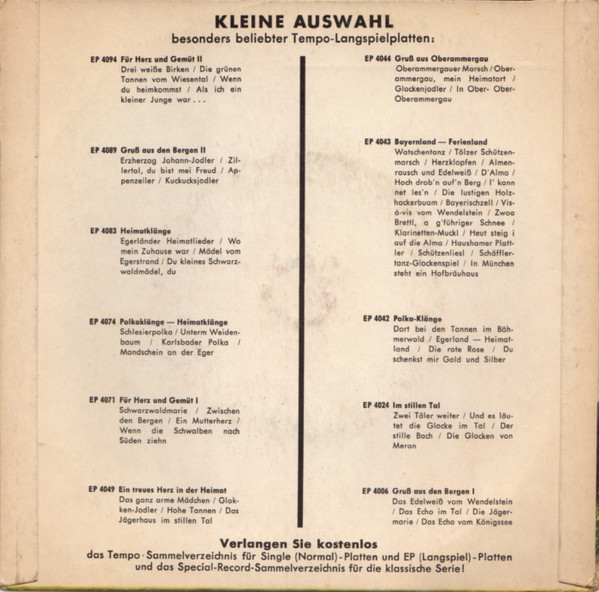 KLEINE AUSWAHL
besonders beliebter Tempo-Langspielplatten:
EP 4094 Für Herz und Gemüt II
Drei weiße Birken / Die grünen
Tannen vom Wiesental / Wenn
du heimkommst / Als ich ein
kleiner Junge war ...
EP 4089 Gruß aus den Bergen II
Erzherzog Johann-Jodler / Zil-
lertal, du bist mei Freud / Ap-
penzeller / Kuckucksjodler
EP 4083 Heimatklänge
Egerländer Heimatlieder / Wo
mein Zuhause war / Mädel vom
Egerstrand / Du kleines Schwarz-
waldmädel, du
EP 4074 Polkaklänge — Heimatklänge
Schlesierpolka / Unterm Weiden-
baum / Karlsbader Polka /
Mondschein an der Eger
EP 4071 Für Herz und Gemüt I
Schwarzwaldmarie / Zwischen
den Bergen / Ein Mutterherz /
Wenn die Schwalben nach
Süden ziehn
EP 4049 Ein treues Herz in der Heimat
Das ganz arme Mädchen / Glok-
ken-Jodler / Hohe Tannen / Das
Jägerhaus im stillen Tal
EP 4044 Gruß aus Oberammergau
Oberammergauer Marsch / Ober-
ammergau, mein Heimatort /
Glockenjodler / In Ober- Ober-
Oberammergau
EP 4043 Bayernland — Ferienland
Watschentanz / Tölzer Schützen-
marsch / Herzklopfen / Almen-
rausch und Edelweiß / D'Alma /
Hoch drob'n auf'n Berg / I' kann
net les'n / Die lustigen Holz-
hackerbuam / Bayerischzell / Vis-
á-vis vom Wendelstein / Zwoa
Brettl, a g'führiger Schnee /
Klarinetten-Muckl / Heut steig i
auf die Alma / Haushamer Platt-
ler / Schützenliesl / Schäffler-
tanz-Glockenspiel / In München
steht ein Hofbräuhaus
EP 4042 Polka-Klänge
Dort bei den Tannen im Böh-
merwald / Egerland — Heimat-
land / Die rote Rose / Du
schenkst mir Gold und Silber
EP 4024 Im stillen Tal
Zwei Täler weiter / Und es läu-
tet die Glocke im Tal / Der
stille Bach / Die Glocken von
Meran
EP 4006 Gruß aus den Bergen I
Das Edelweiß vom Wendelstein
/ Das Echo im Tal / Die Jäger-
marie / Das Echo vom Königssee
Verlangen Sie kostenlos
das Tempo-Sammelverzeichnis für Single (Normal)-Platten und EP (Langspiel)-Platten
und das Special-Record-Sammelverzeichnis für die klassische Serie!